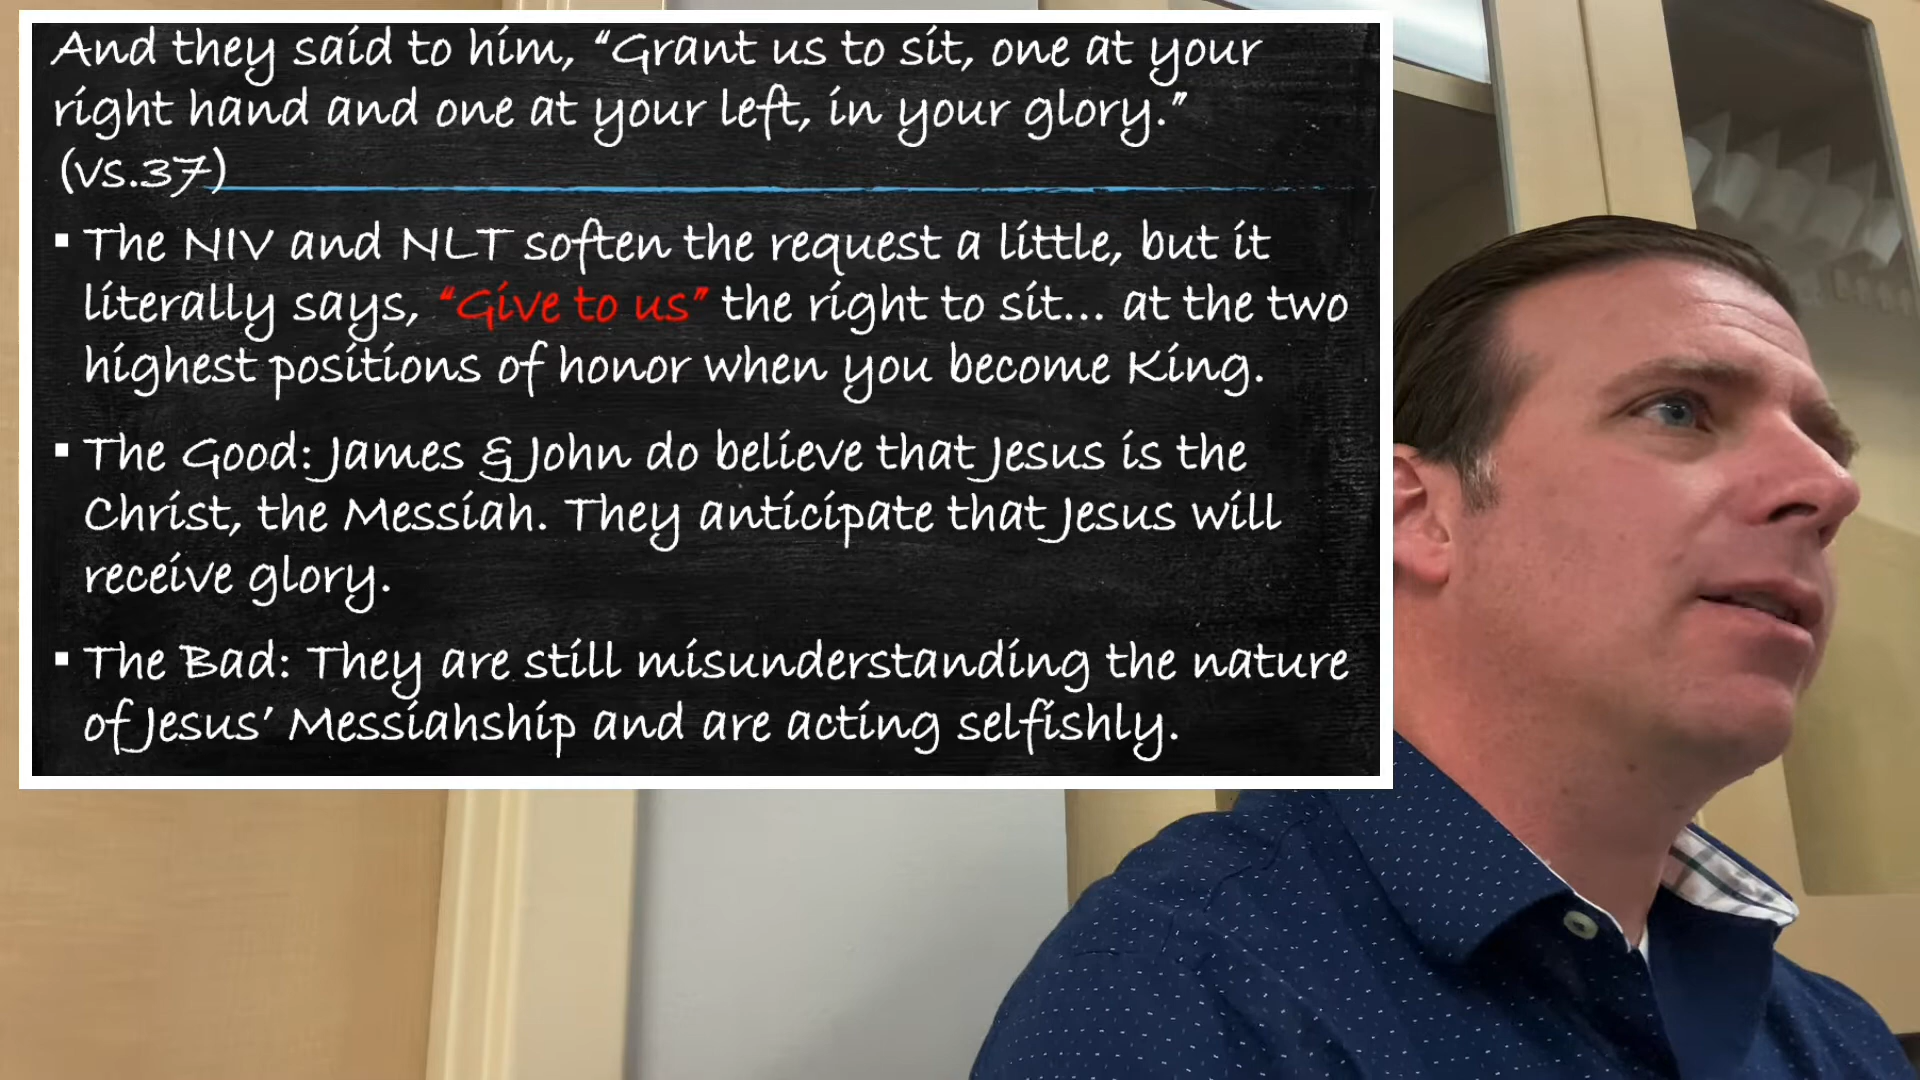 And they said to him, “Grant us to sit, one at your
right hand and one at your left, in your glory.”
(vs.37)
▪ The NIV and NLT soften the request a little, but it
literally says, “Give to us” the right to sit... at the two
highest positions of honor when you become King.
▪ The Good: James & John do believe that Jesus is the
Christ, the Messiah. They anticipate that Jesus will
receive glory.
▪ The Bad: They are still misunderstanding the nature
of Jesus’ Messiahship and are acting selfishly.